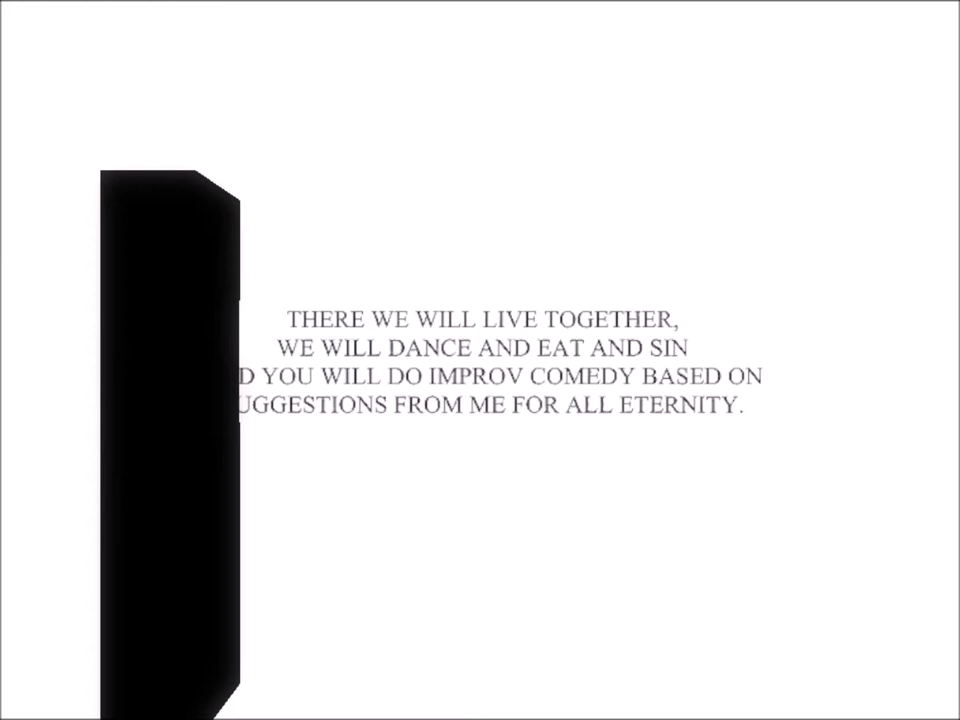 THERE WE WILL LIVE TOGETHER,
WE WILL DANCE AND EAT AND SIN
YOU WILL DO IMPROV COMEDY BASED ON
FROM ME FOR ALL ETERNITY.